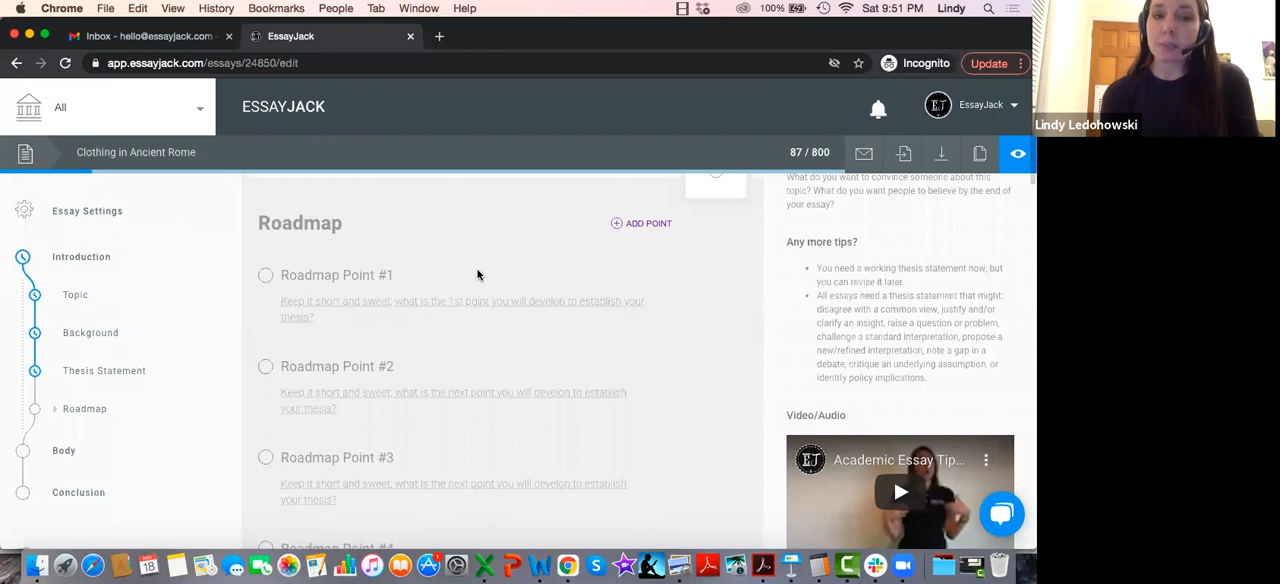 Chrome File Edit View History Bookmarks People Tab Window Help 100% Sat 9:51 PM Lindy
Inbox - hello@essayjack.com EssayJack
app.essayjack.com/essays/24850/edit Incognito Update
All ESSAYJACK EssayJack
Clothing in Ancient Rome 87 / 800
Essay Settings
Introduction
Topic
Background
Thesis Statement
Roadmap
Body
Conclusion
Roadmap ADD POINT
Roadmap Point #1
Keep it short and sweet, what is the 1st point you will develop to establish your
thesis?
Roadmap Point #2
Keep it short and sweet, what is the next point you will develop to establish
your thesis?
Roadmap Point #3
Keep it short and sweet, what is the next point you will develop to establish
your thesis?
Roadmap Point #4
What do you want to convince someone about this
topic? What do you want people to believe by the end of
your essay?
Any more tips?
You need a working thesis statement now, but
you can revise it later.
All essays need a thesis statement that might:
disagree with a common view, justify and/or
clarify an insight, raise a question or problem,
challenge a standard interpretation, propose a
new/refined interpretation, note a gap in a
debate, critique an underlying assumption, or
identify policy implications.
Video/Audio
EJ Academic Essay Tip...
Lindy Ledohowski
NOV
18